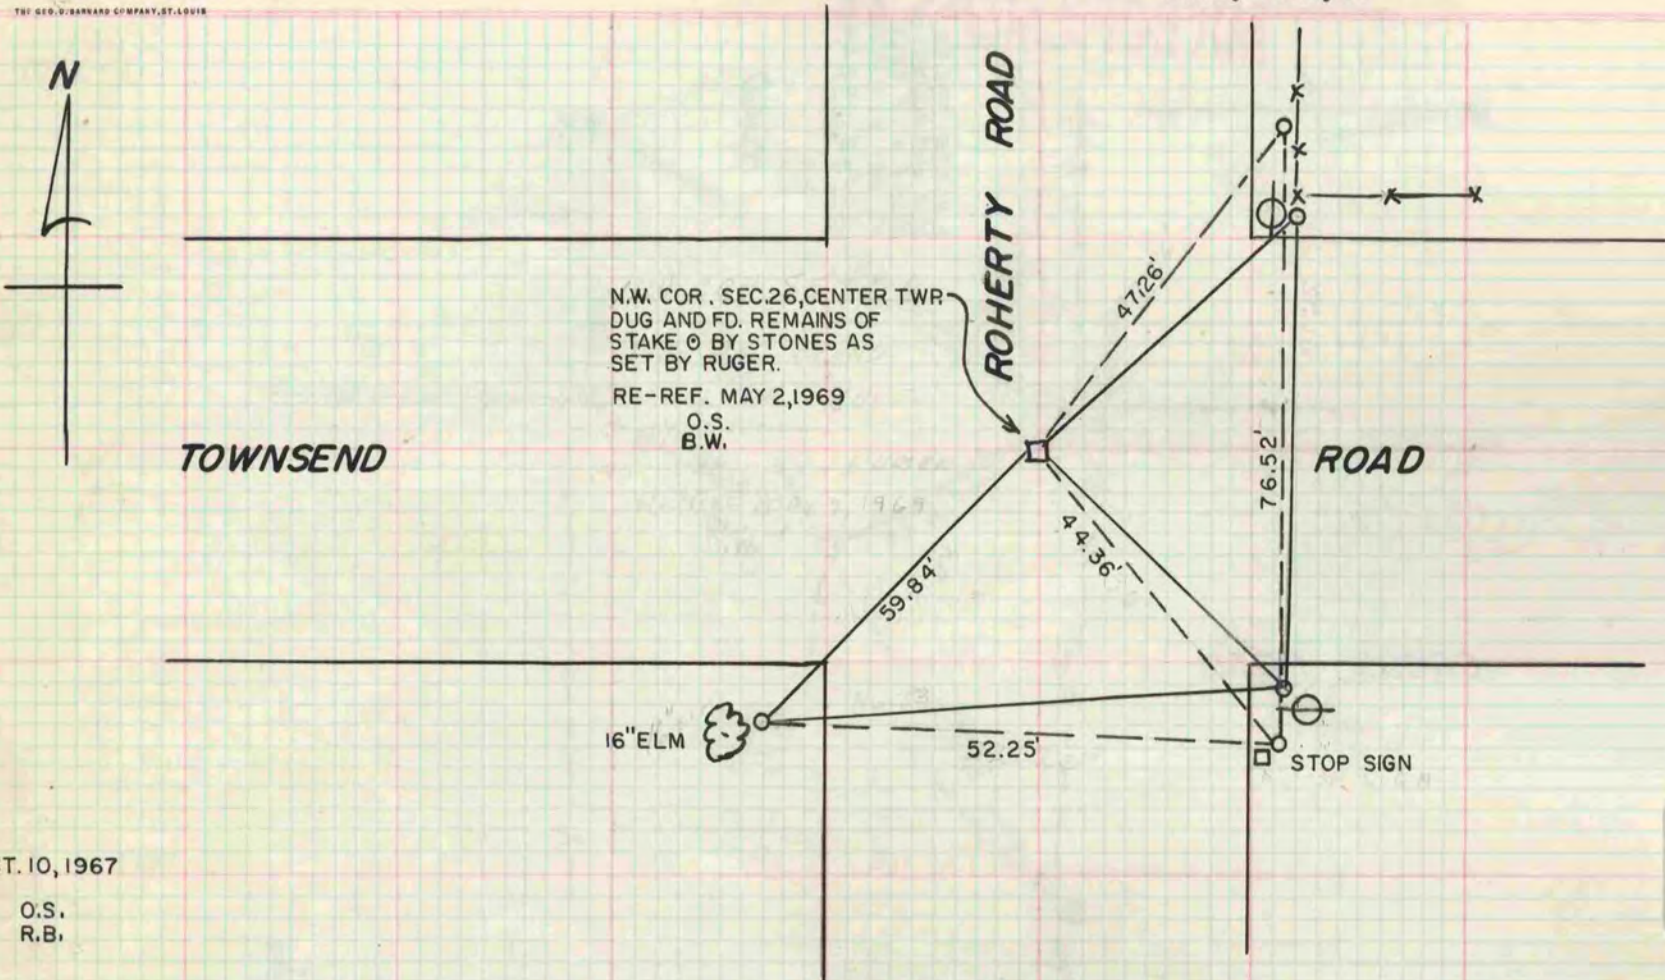 THE GEO.D.BARNARD COMPANY,ST.LOUIS
N
ROHERTY ROAD
N.W. COR. SEC.26,CENTER TWP.
DUG AND FD. REMAINS OF
STAKE ⊙ BY STONES AS
SET BY RUGER.
RE-REF. MAY 2,1969
O.S.
B.W.
47.26'
TOWNSEND ROAD
76.52'
44.36'
59.84'
16"ELM
52.25'
STOP SIGN
T. 10,1967
O.S.
R.B.